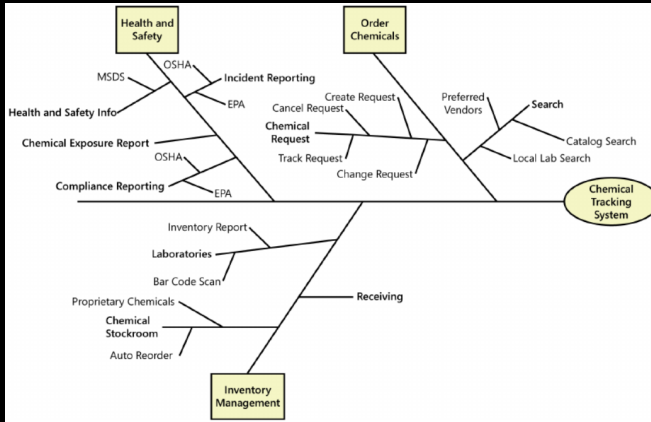 Health and
Safety
Order
Chemicals
OSHA
MSDS
Incident Reporting
EPA
Health and Safety Info
Chemical Exposure Report
OSHA
Compliance Reporting
EPA
Create Request
Cancel Request
Chemical
Request
Track Request
Change Request
Preferred
Vendors
Search
Catalog Search
Local Lab Search
Chemical
Tracking
System
Inventory Report
Laboratories
Bar Code Scan
Receiving
Proprietary Chemicals
Chemical
Stockroom
Auto Reorder
Inventory
Management